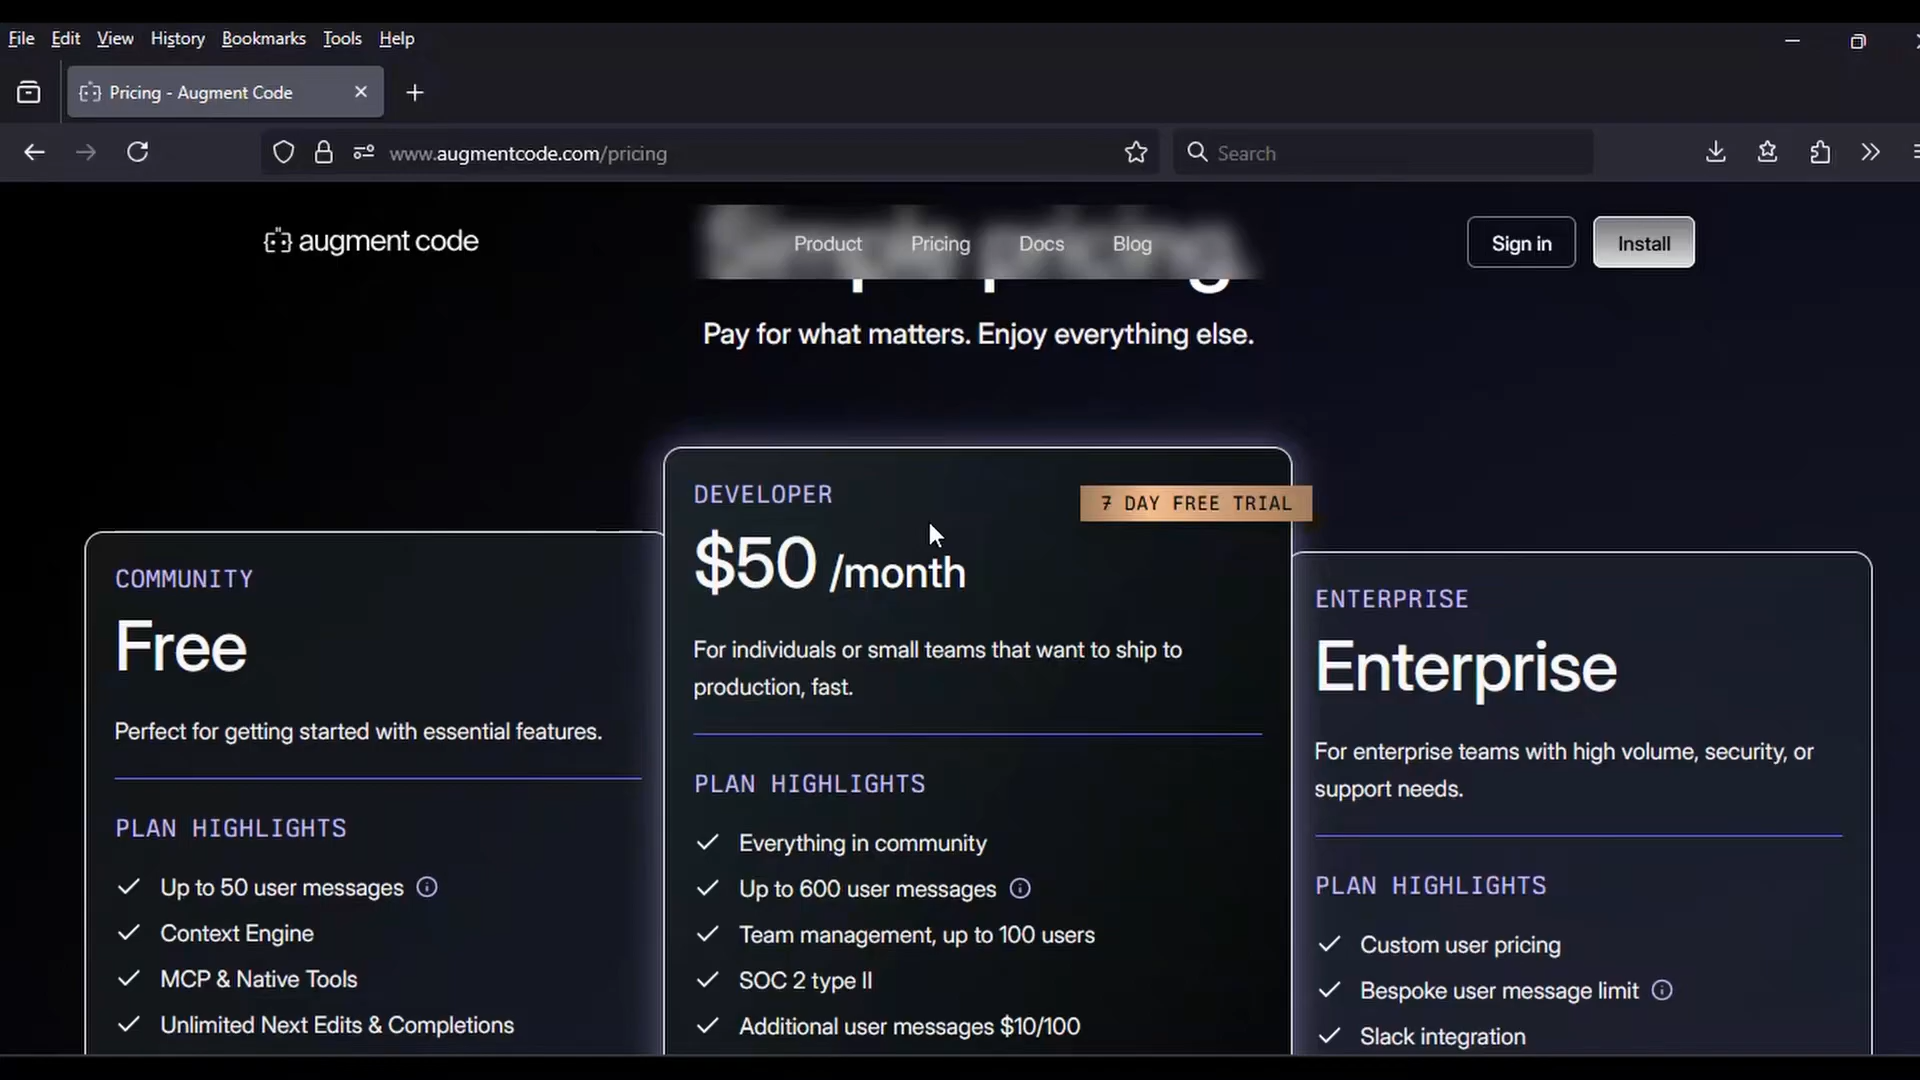 File Edit View History Bookmarks Tools Help
Pricing - Augment Code
www.augmentcode.com/pricing
Search
augment code
Product Pricing Docs Blog
Sign in
Install
Simple pricing.
Pay for what matters. Enjoy everything else.
COMMUNITY
Free
Perfect for getting started with essential features.
PLAN HIGHLIGHTS
Up to 50 user messages
Context Engine
MCP & Native Tools
Unlimited Next Edits & Completions
DEVELOPER
7 DAY FREE TRIAL
$50 /month
For individuals or small teams that want to ship to
production, fast.
PLAN HIGHLIGHTS
Everything in community
Up to 600 user messages
Team management, up to 100 users
SOC 2 type II
Additional user messages $10/100
ENTERPRISE
Enterprise
For enterprise teams with high volume, security, or
support needs.
PLAN HIGHLIGHTS
Custom user pricing
Bespoke user message limit
Slack integration